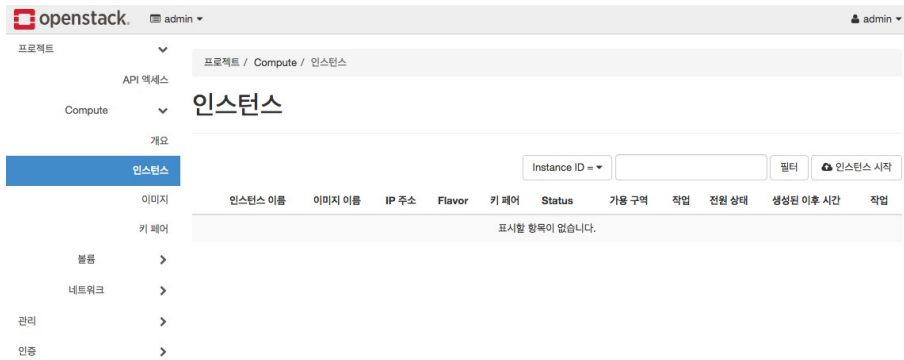 openstack. admin admin
프로젝트
API 엑세스
Compute
개요
인스턴스
이미지
키 페어
볼륨
네트워크
관리
인증
프로젝트 / Compute / 인스턴스
인스턴스
Instance ID = 필터 인스턴스 시작
인스턴스 이름 이미지 이름 IP 주소 Flavor 키 페어 Status 가용 구역 작업 전원 상태 생성된 이후 시간 작업
표시할 항목이 없습니다.